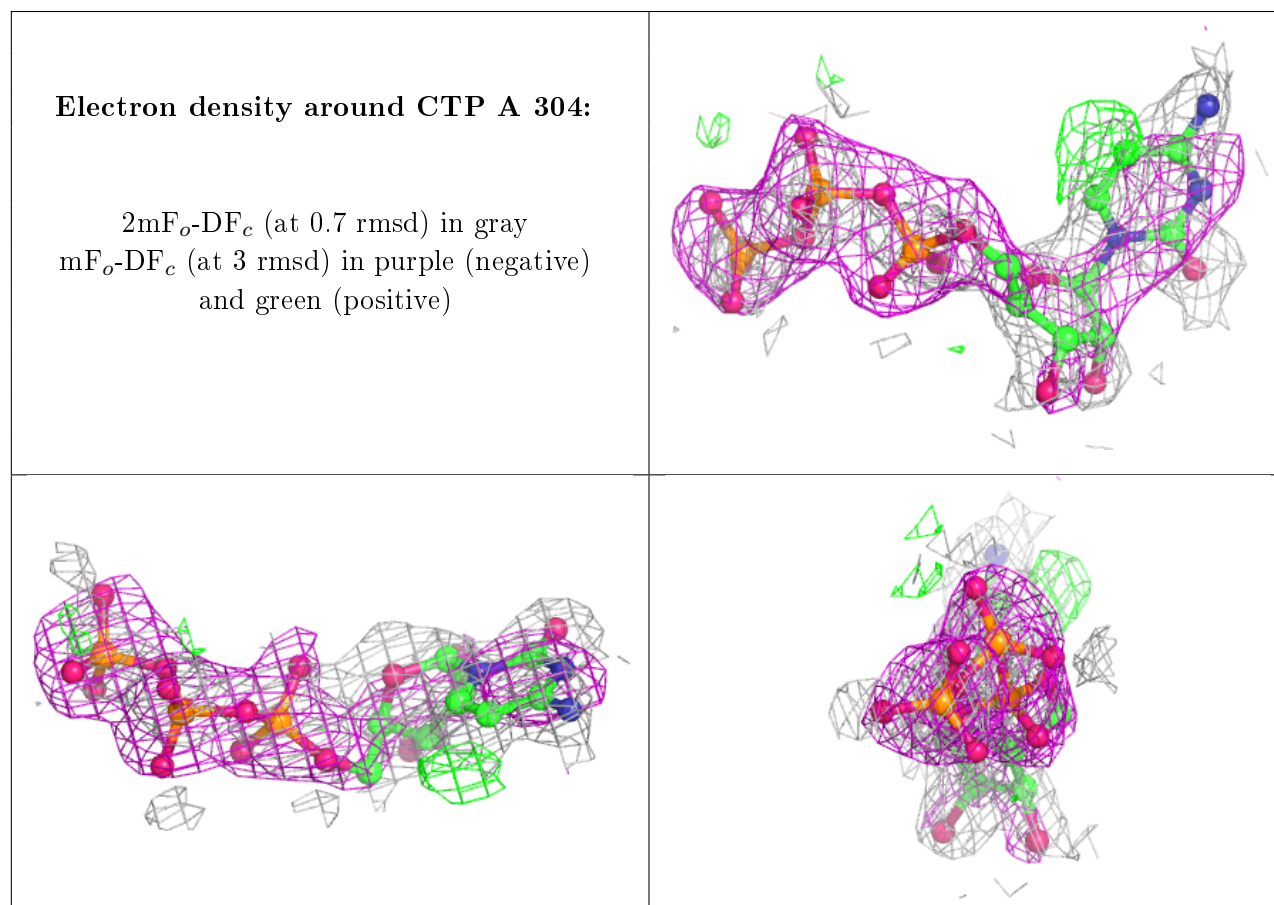 Electron density around CTP A 304:
2mFo-DFc (at 0.7 rmsd) in gray
mFo-DFc (at 3 rmsd) in purple (negative)
and green (positive)